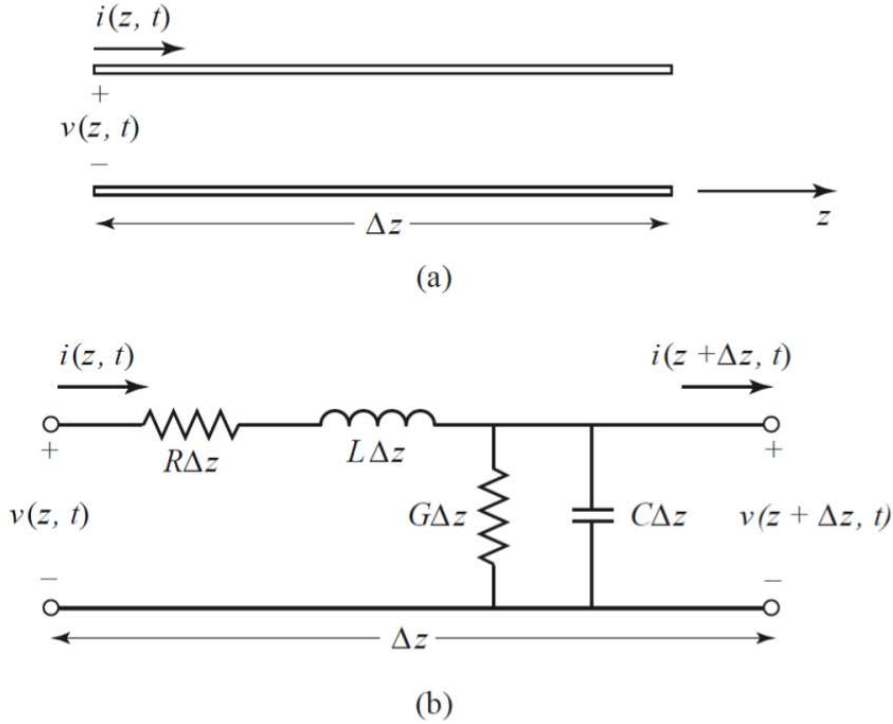 i(z, t)
+
v(z, t)
−
Δz
z
(a)
i(z, t)
i(z +Δz, t)
+
+
RΔz
LΔz
v(z, t)
GΔz
CΔz
v(z + Δz, t)
−
−
Δz
(b)